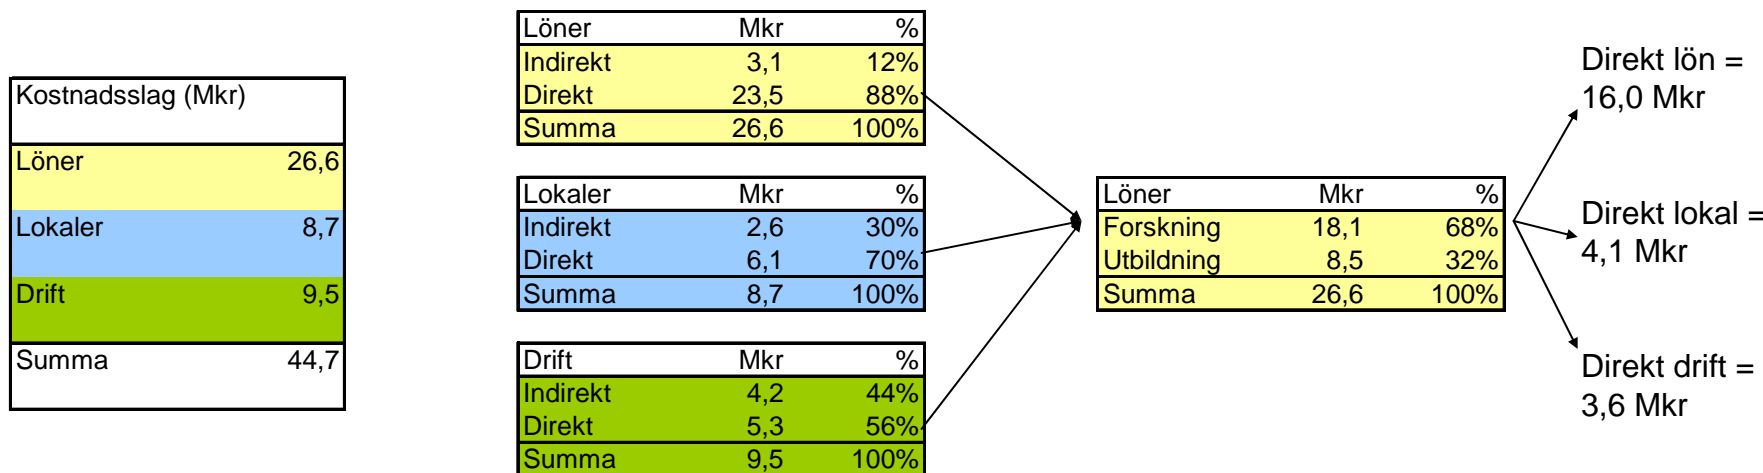 Kostnadsslag (Mkr)
Löner 26,6
Lokaler 8,7
Drift 9,5
Summa 44,7
Löner Mkr %
Indirekt 3,1 12%
Direkt 23,5 88%
Summa 26,6 100%
Lokaler Mkr %
Indirekt 2,6 30%
Direkt 6,1 70%
Summa 8,7 100%
Drift Mkr %
Indirekt 4,2 44%
Direkt 5,3 56%
Summa 9,5 100%
Löner Mkr %
Forskning 18,1 68%
Utbildning 8,5 32%
Summa 26,6 100%
Direkt lön =
16,0 Mkr
Direkt lokal =
4,1 Mkr
Direkt drift =
3,6 Mkr